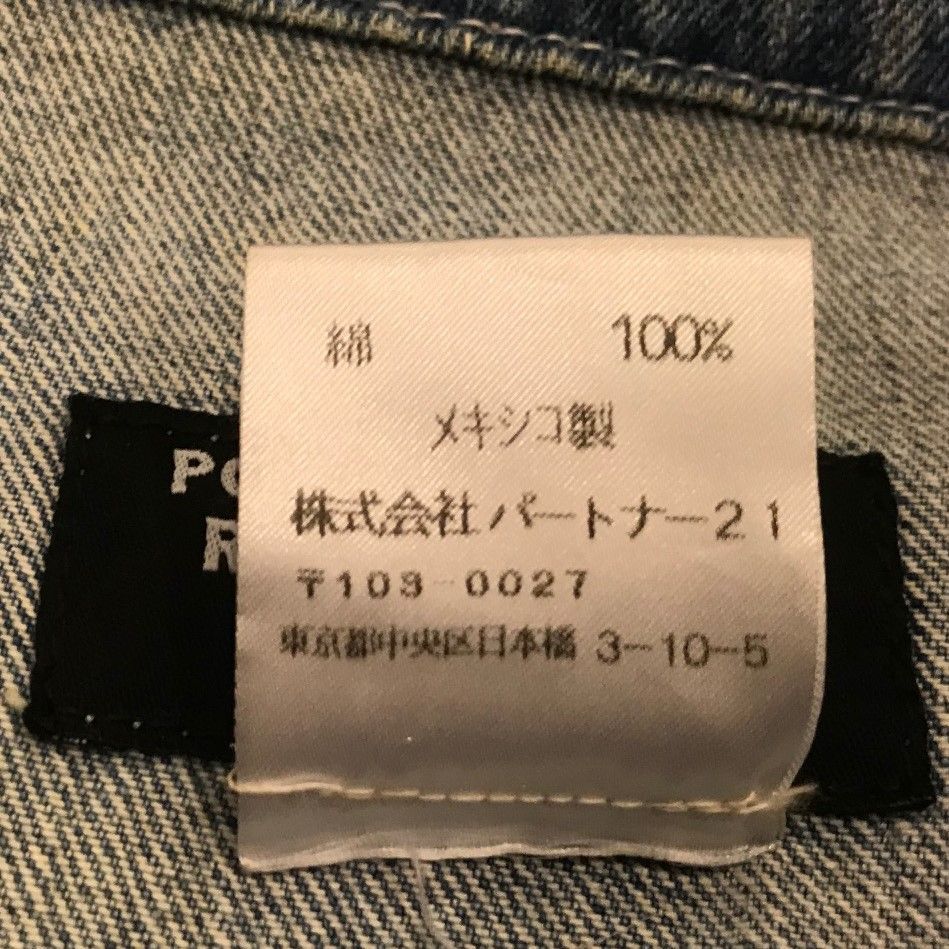 綿 100%
メキシコ製
株式会社パートナー21
〒103-0027
東京都中央区日本橋 3-10-5